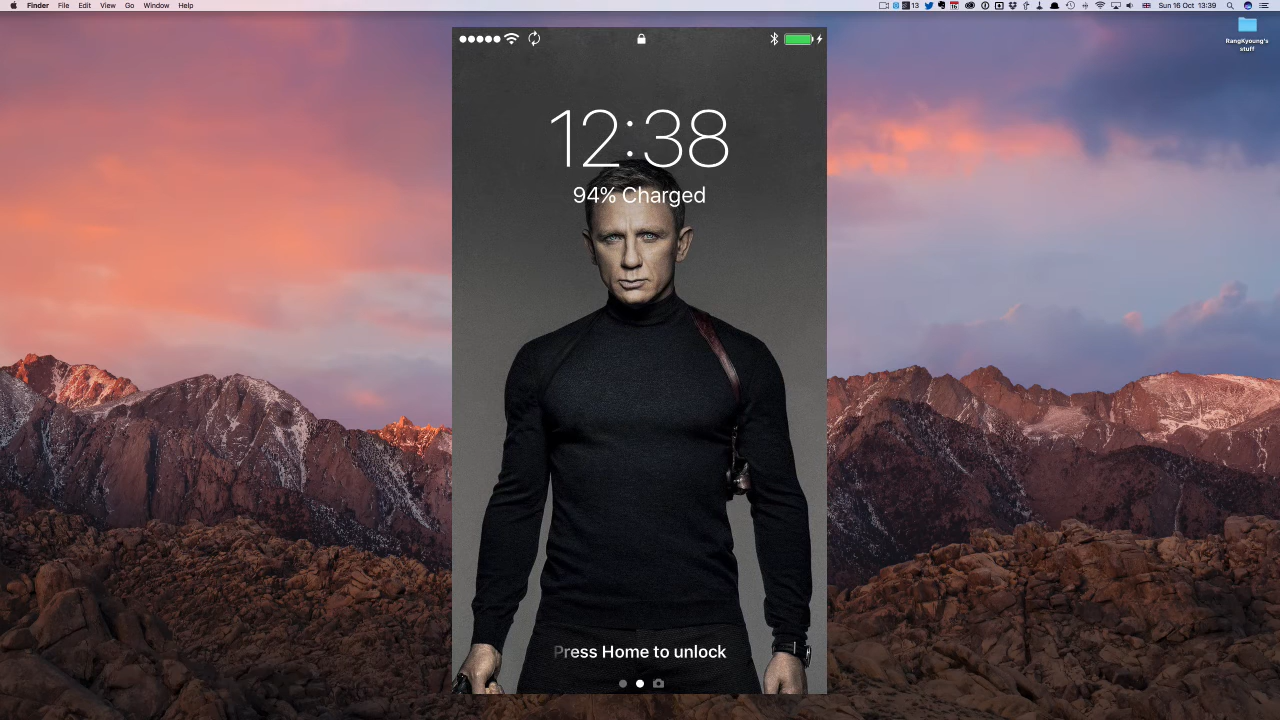 Finder File Edit View Go Window Help
13 Sun 16 Oct 13:39
RangKyoung's
stuff
12:38
94% Charged
Press Home to unlock